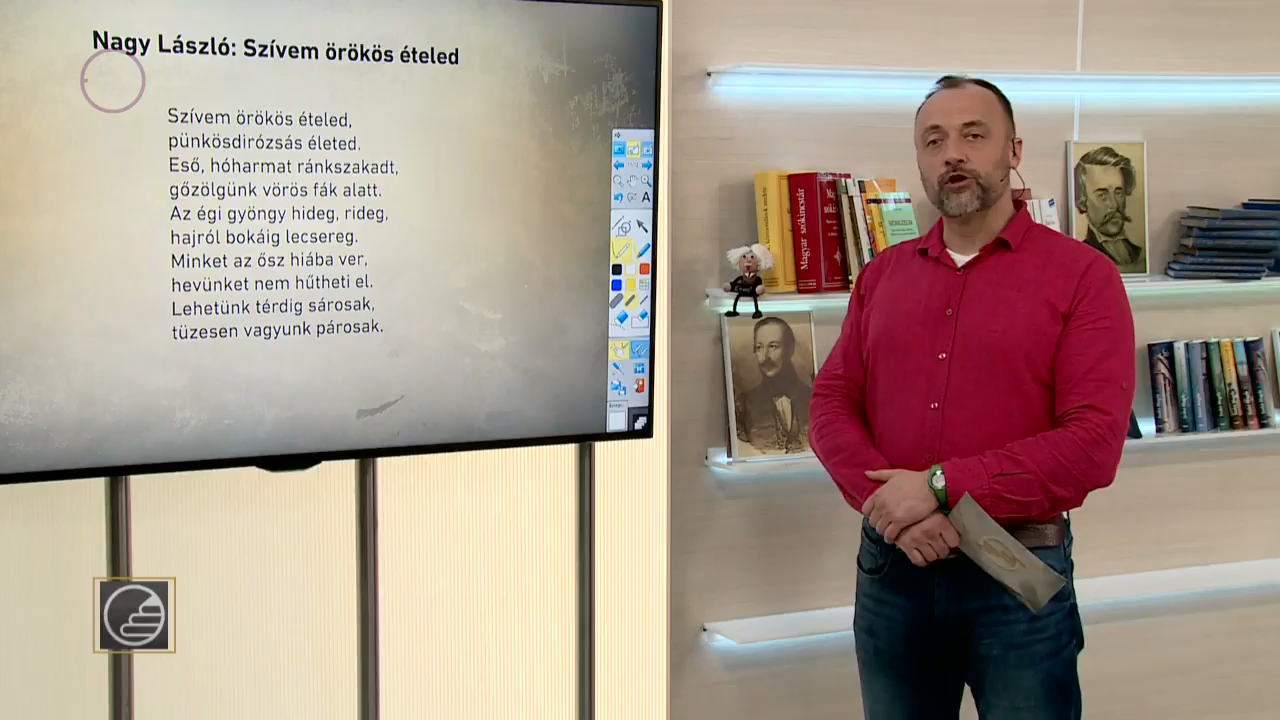 Nagy László: Szívem örökös ételed
Szívem örökös ételed,
pünkösdirózsás életed.
Eső, hóharmat ránkszakadt,
gőzölgünk vörös fák alatt.
Az égi gyöngy hideg, rideg,
hajról bokáig lecsereg.
Minket az ősz hiába ver,
hevünket nem hűtheti el.
Lehetünk térdig sárosak,
tüzesen vagyunk párosak.
A
Magyar szókincstár